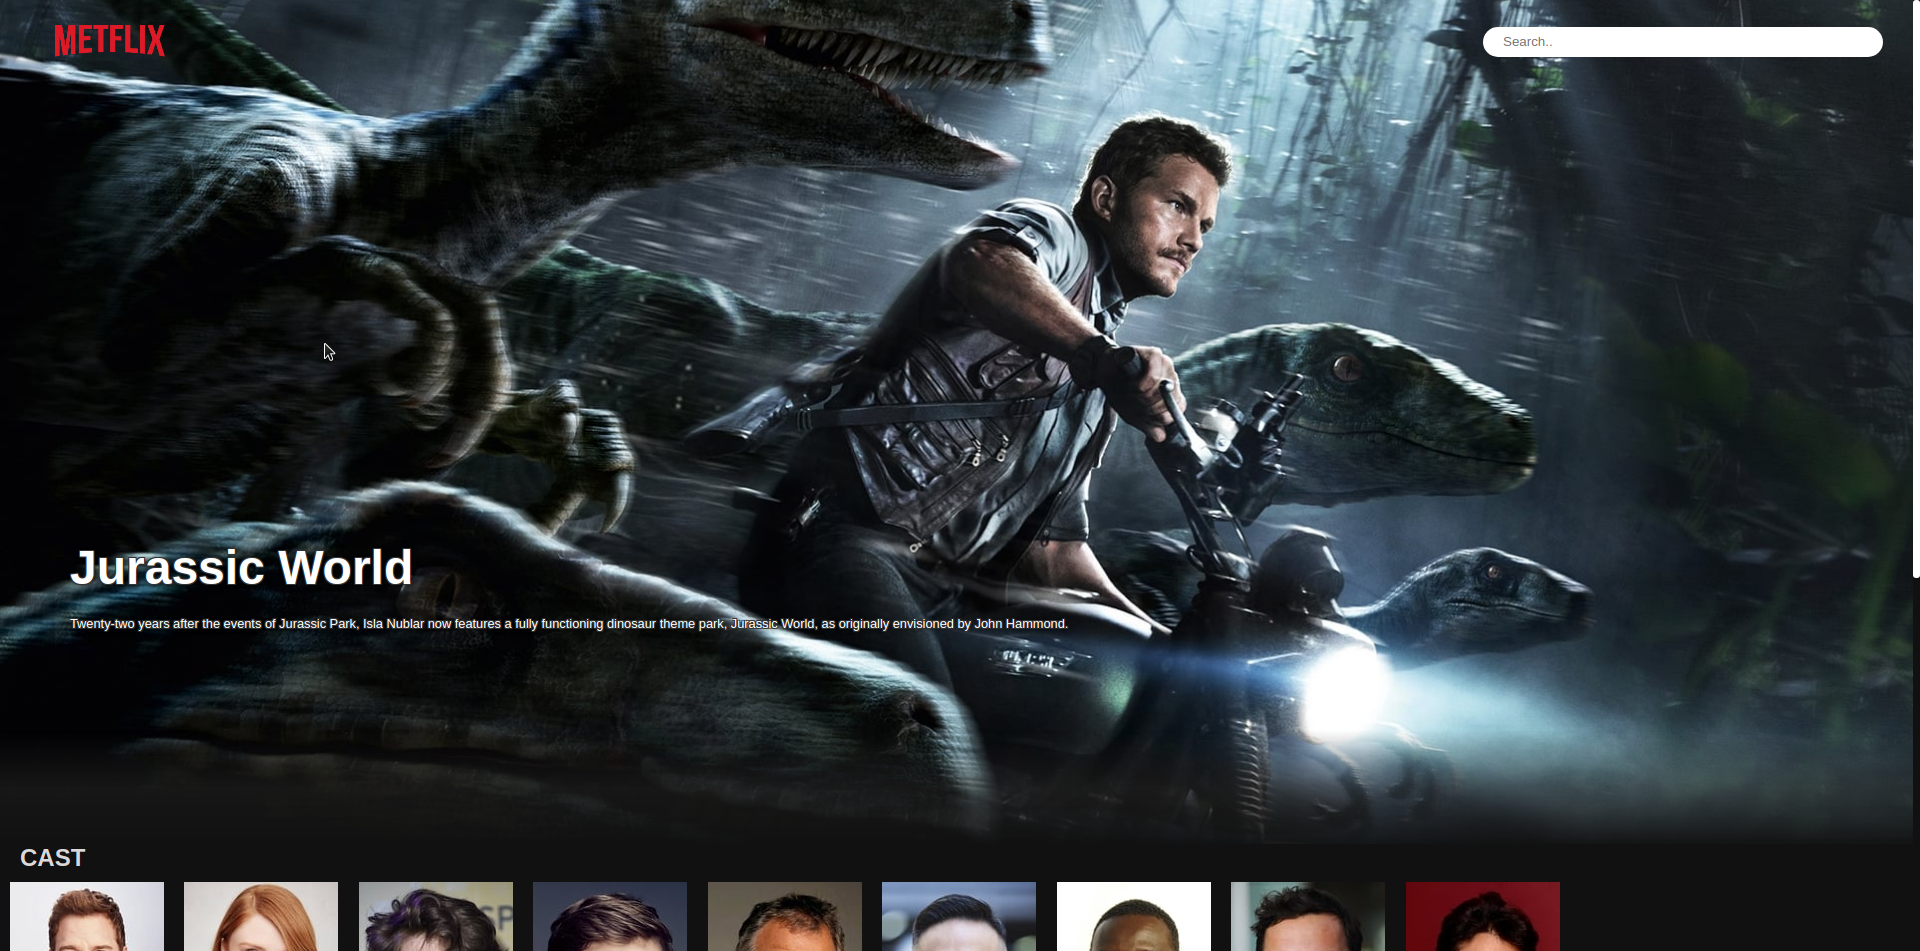 METFLIX
Search..
Jurassic World
Twenty-two years after the events of Jurassic Park, Isla Nublar now features a fully functioning dinosaur theme park, Jurassic World, as originally envisioned by John Hammond.
CAST